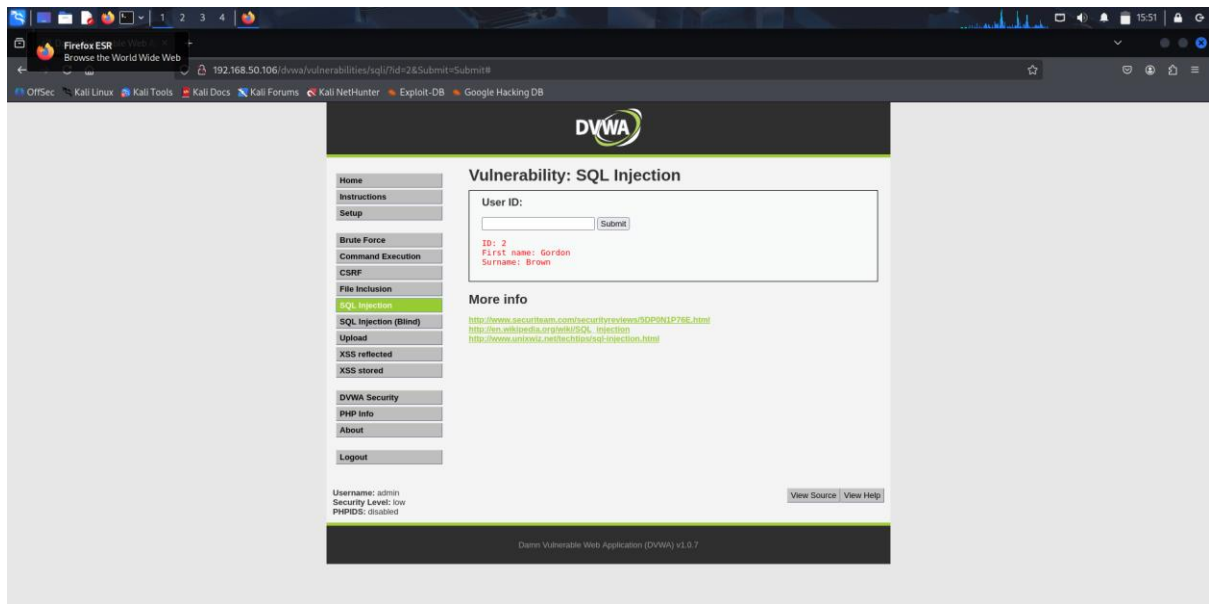 1 2 3 4
15:51
Firefox ESR
Browse the World Wide Web
192.168.50.106/dvwa/vulnerabilities/sqli/?id=2&Submit=Submit#
OffSec Kali Linux Kali Tools Kali Docs Kali Forums Kali NetHunter Exploit-DB Google Hacking DB
DVWA
Home
Instructions
Setup
Brute Force
Command Execution
CSRF
File Inclusion
SQL Injection
SQL Injection (Blind)
Upload
XSS reflected
XSS stored
DVWA Security
PHP Info
About
Logout
Vulnerability: SQL Injection
User ID:
Submit
ID: 2
First name: Gordon
Surname: Brown
More info
http://www.securiteam.com/securityreviews/5DP0N1P76E.html
http://en.wikipedia.org/wiki/SQL_injection
http://www.unixwiz.net/techtips/sql-injection.html
Username: admin
Security Level: low
PHPIDS: disabled
View Source View Help
Damn Vulnerable Web Application (DVWA) v1.0.7